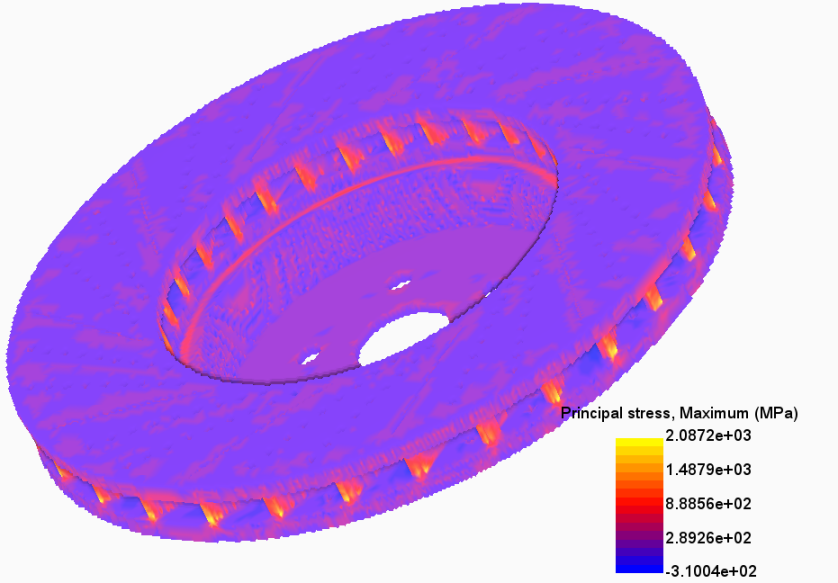 Principal stress, Maximum (MPa)
2.0872e+03
1.4879e+03
8.8856e+02
2.8926e+02
-3.1004e+02